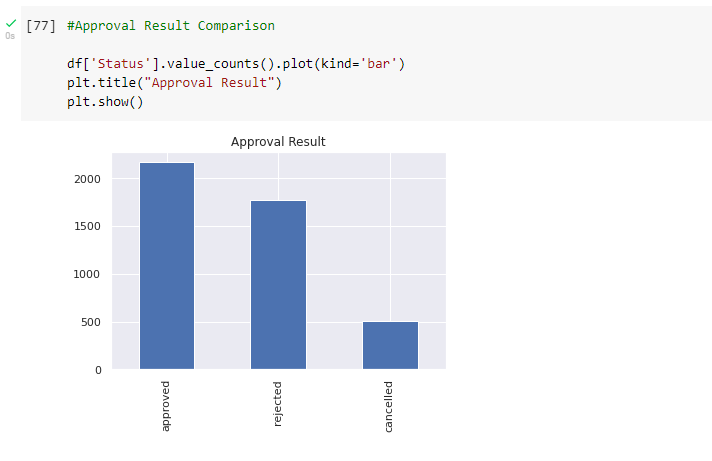 [77] #Approval Result Comparison
df['Status'].value_counts().plot(kind='bar')
plt.title("Approval Result")
plt.show()
0s
Approval Result
2000
1500
1000
500
0
approved
rejected
cancelled